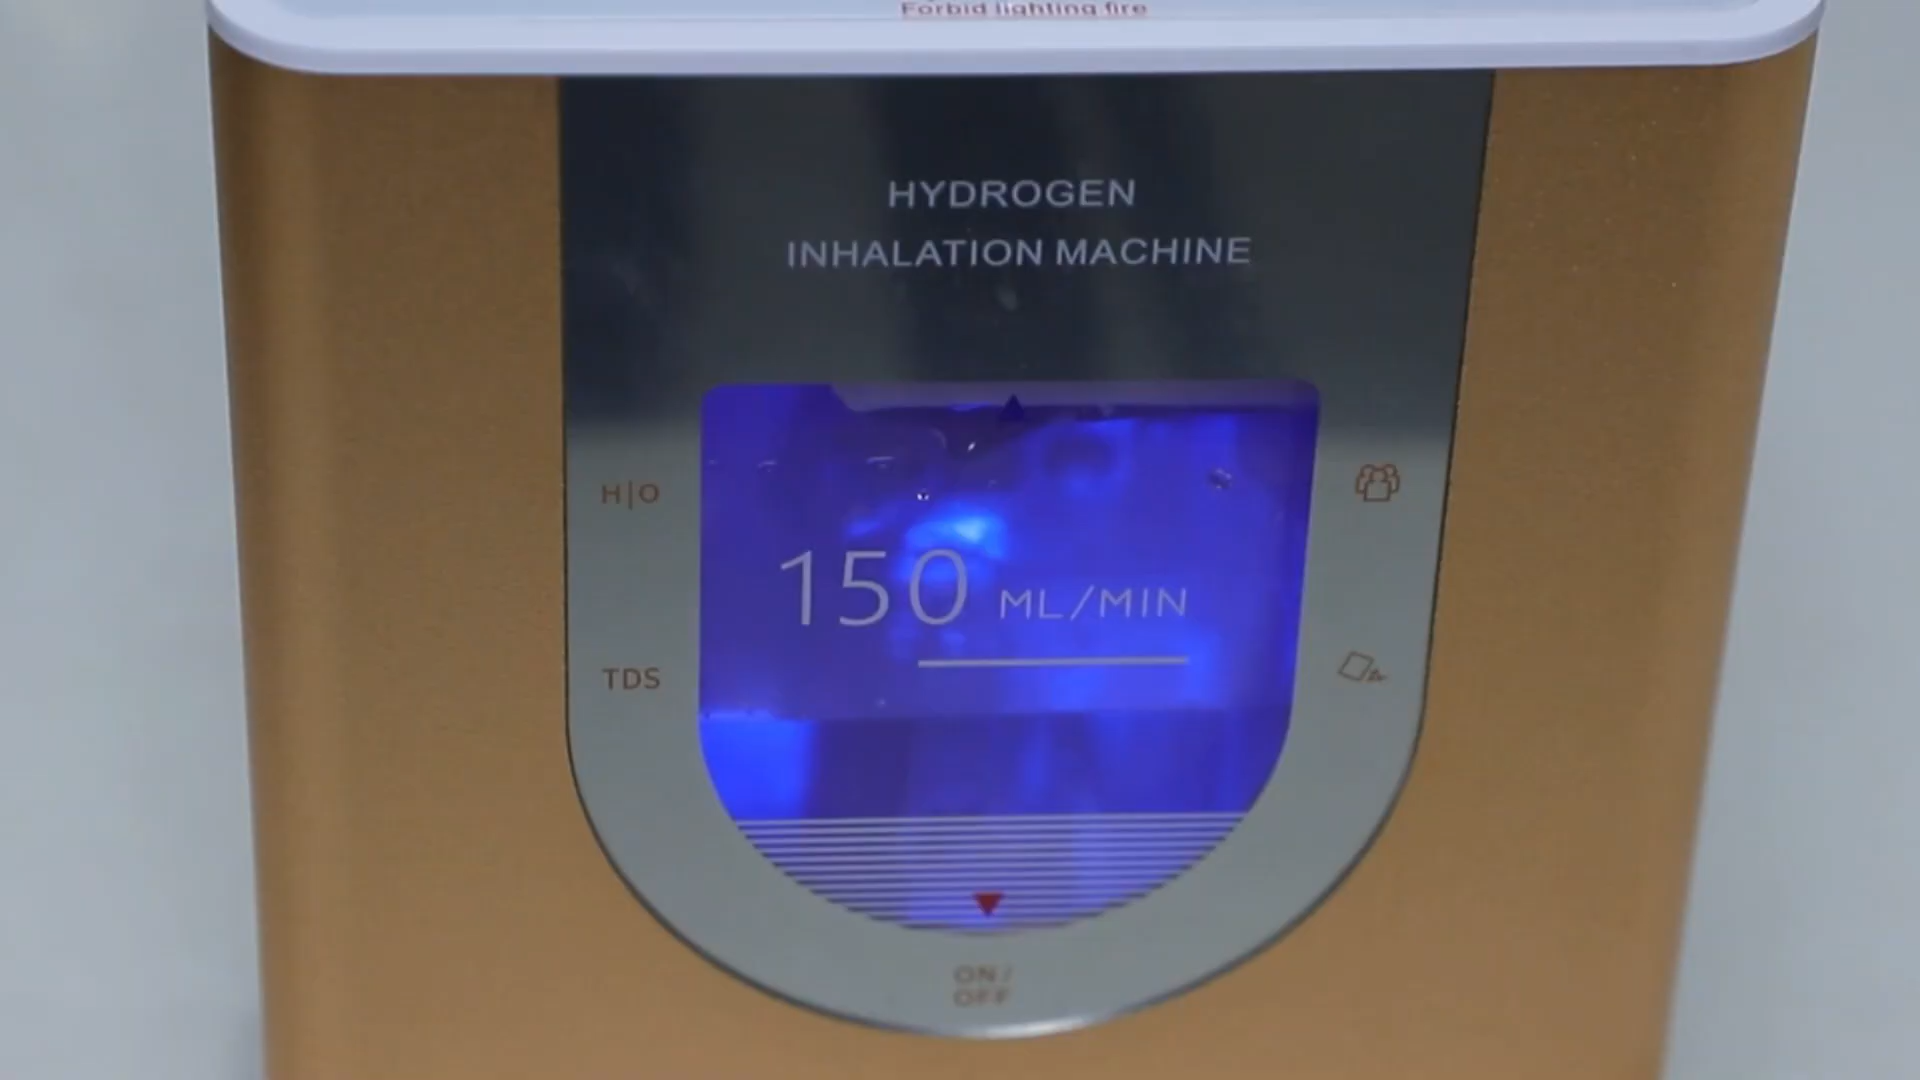 Forbid lighting fire
HYDROGEN
INHALATION MACHINE
H|O
150 ML/MIN
TDS
ON/
OFF